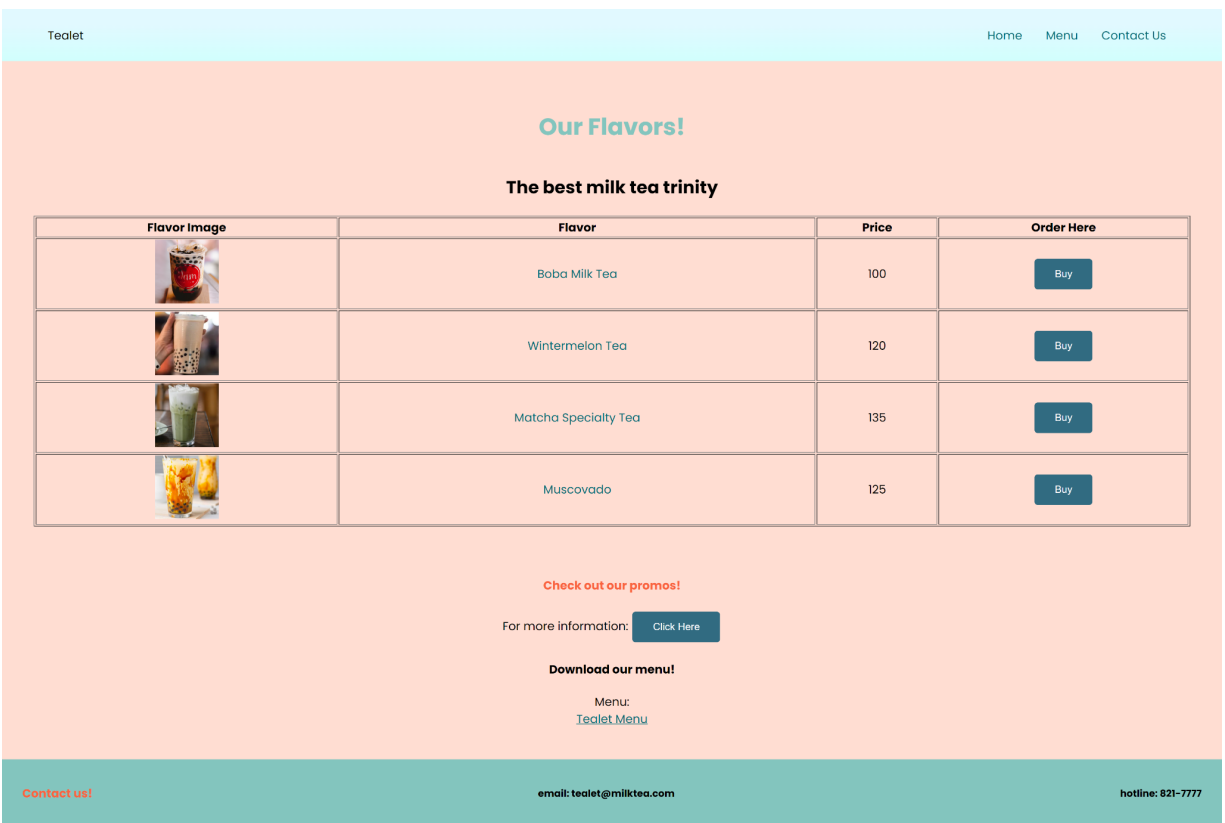 Tealet Home Menu Contact Us
Our Flavors!
The best milk tea trinity
Flavor Image Flavor Price Order Here
Boba Milk Tea 100 Buy
Wintermelon Tea 120 Buy
Matcha Specialty Tea 135 Buy
Muscovado 125 Buy
Check out our promos!
For more information: Click Here
Download our menu!
Menu:
Tealet Menu
Contact us! email: tealet@milktea.com hotline: 821-7777